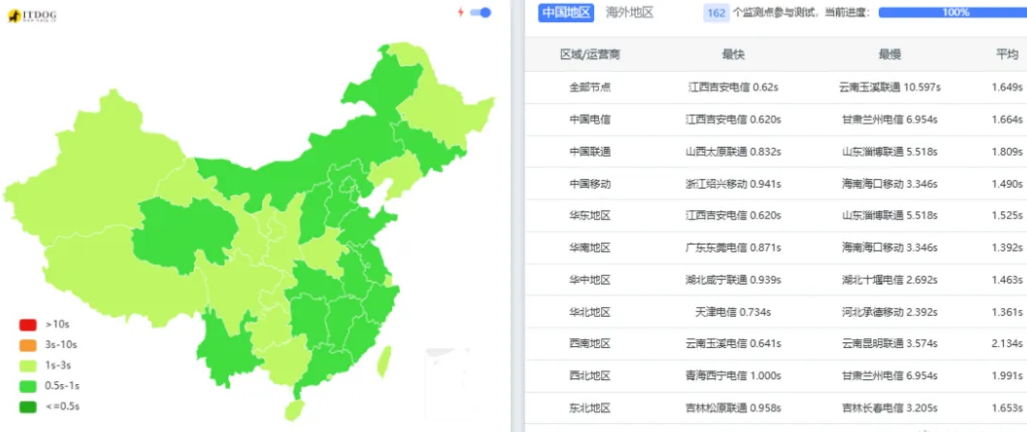 ITDOG
>10s
3s-10s
1s-3s
0.5s-1s
<=0.5s
中国地区 海外地区 162 个监测点参与测试，当前进度： 100%
区域/运营商 最快 最慢 平均
全部节点 江西吉安电信 0.62s 云南玉溪联通 10.597s 1.649s
中国电信 江西吉安电信 0.620s 甘肃兰州电信 6.954s 1.664s
中国联通 山西太原联通 0.832s 山东淄博联通 5.518s 1.809s
中国移动 浙江绍兴移动 0.941s 海南海口移动 3.346s 1.490s
华东地区 江西吉安电信 0.620s 山东淄博联通 5.518s 1.525s
华南地区 广东东莞电信 0.871s 海南海口移动 3.346s 1.392s
华中地区 湖北咸宁联通 0.939s 湖北十堰电信 2.692s 1.463s
华北地区 天津电信 0.734s 河北承德移动 2.392s 1.361s
西南地区 云南玉溪电信 0.641s 云南昆明联通 3.574s 2.134s
西北地区 青海西宁电信 1.000s 甘肃兰州电信 6.954s 1.991s
东北地区 吉林松原联通 0.958s 吉林长春电信 3.205s 1.653s